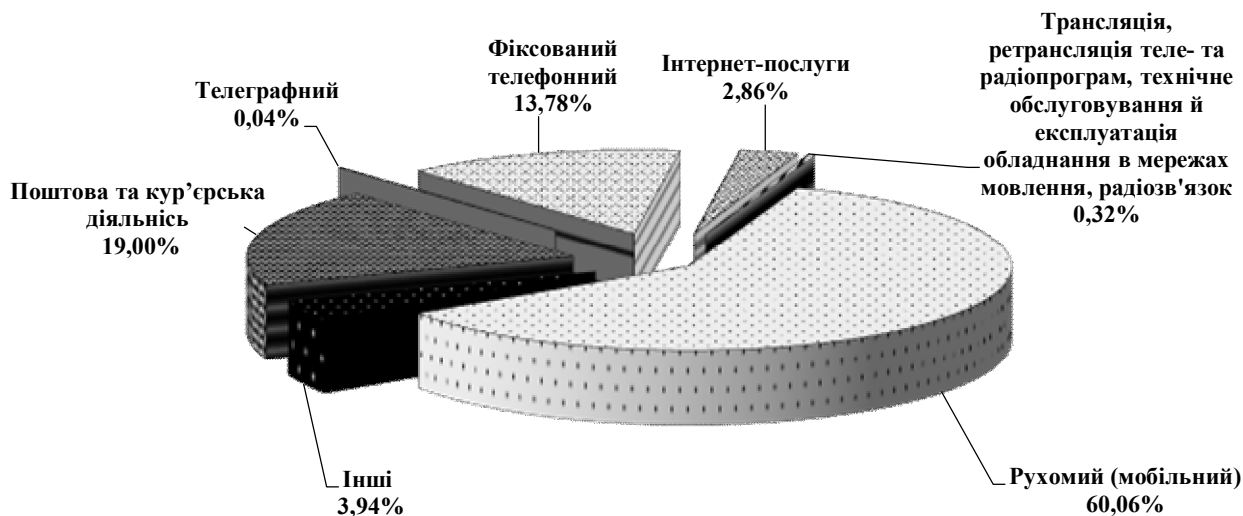 Трансляція,
ретрансляція теле- та
радіопрограм, технічне
обслуговування й
експлуатація
обладнання в мережах
мовлення, радіозв'язок
0,32%
Фіксований
телефонний
13,78%
Інтернет-послуги
2,86%
Телеграфний
0,04%
Поштова та кур’єрська
діяльнісь
19,00%
Інші
3,94%
Рухомий (мобільний)
60,06%